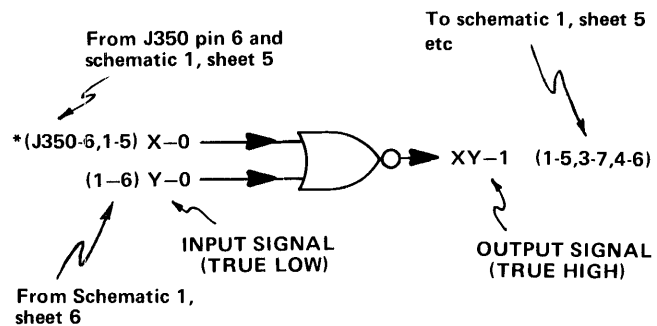 From J350 pin 6 and
schematic 1, sheet 5
To schematic 1, sheet 5
etc
*(J350-6,1-5) X–0
XY–1 (1-5,3-7,4-6)
(1–6) Y–0
INPUT SIGNAL
(TRUE LOW)
OUTPUT SIGNAL
(TRUE HIGH)
From Schematic 1,
sheet 6